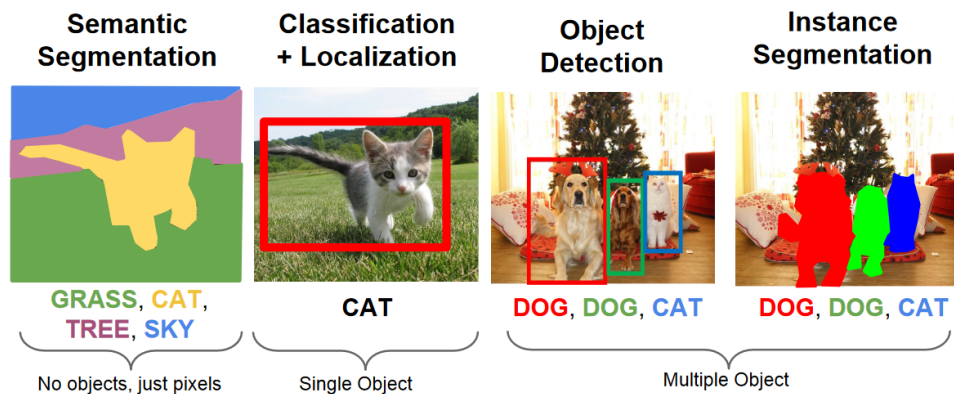 Semantic
Segmentation
Classification
+ Localization
Object
Detection
Instance
Segmentation
GRASS, CAT,
TREE, SKY
CAT
DOG, DOG, CAT
DOG, DOG, CAT
No objects, just pixels
Single Object
Multiple Object